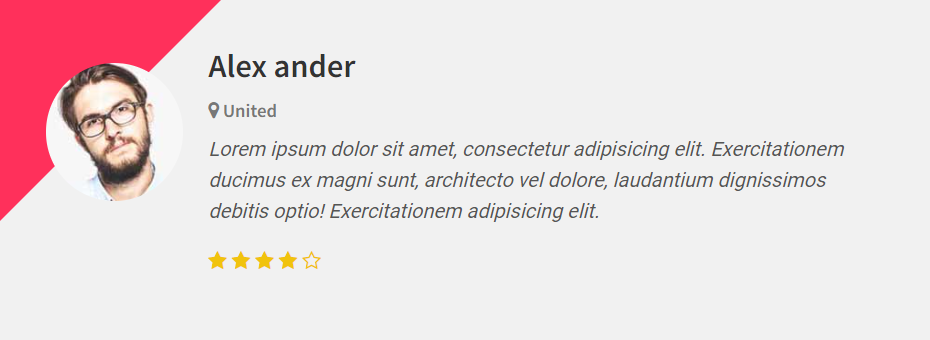 Alex ander
United
Lorem ipsum dolor sit amet, consectetur adipisicing elit. Exercitationem
ducimus ex magni sunt, architecto vel dolore, laudantium dignissimos
debitis optio! Exercitationem adipisicing elit.